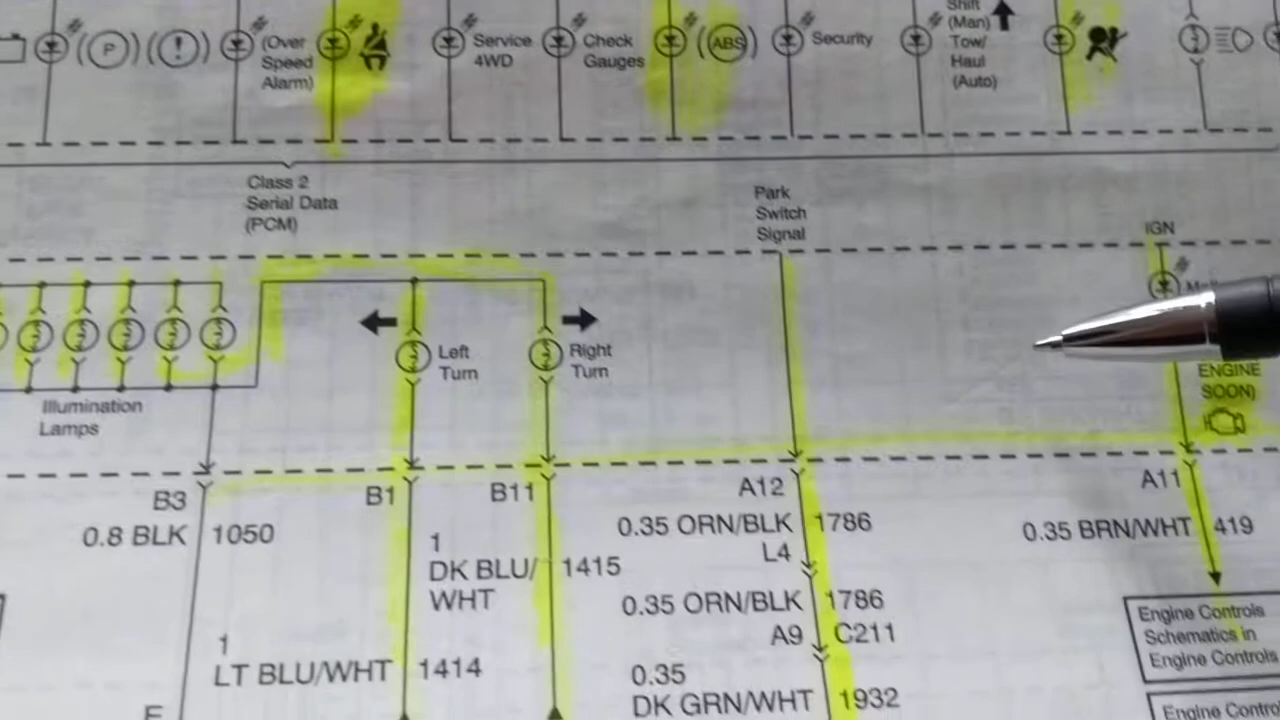 Shift
(Man)
Tow/
Haul
(Auto)
P
!
(Over
Speed
Alarm)
Service
4WD
Check
Gauges
ABS
Security
Class 2
Serial Data
(PCM)
Park
Switch
Signal
IGN
Left
Turn
Right
Turn
ENGINE
SOON)
Illumination
Lamps
B3
B1
B11
A12
A11
0.8 BLK 1050
1
DK BLU/
WHT
1415
0.35 ORN/BLK 1786
L4
0.35 BRN/WHT 419
0.35 ORN/BLK 1786
A9 C211
1
LT BLU/WHT 1414
0.35
DK GRN/WHT 1932
Engine Controls
Schematics in
Engine Controls